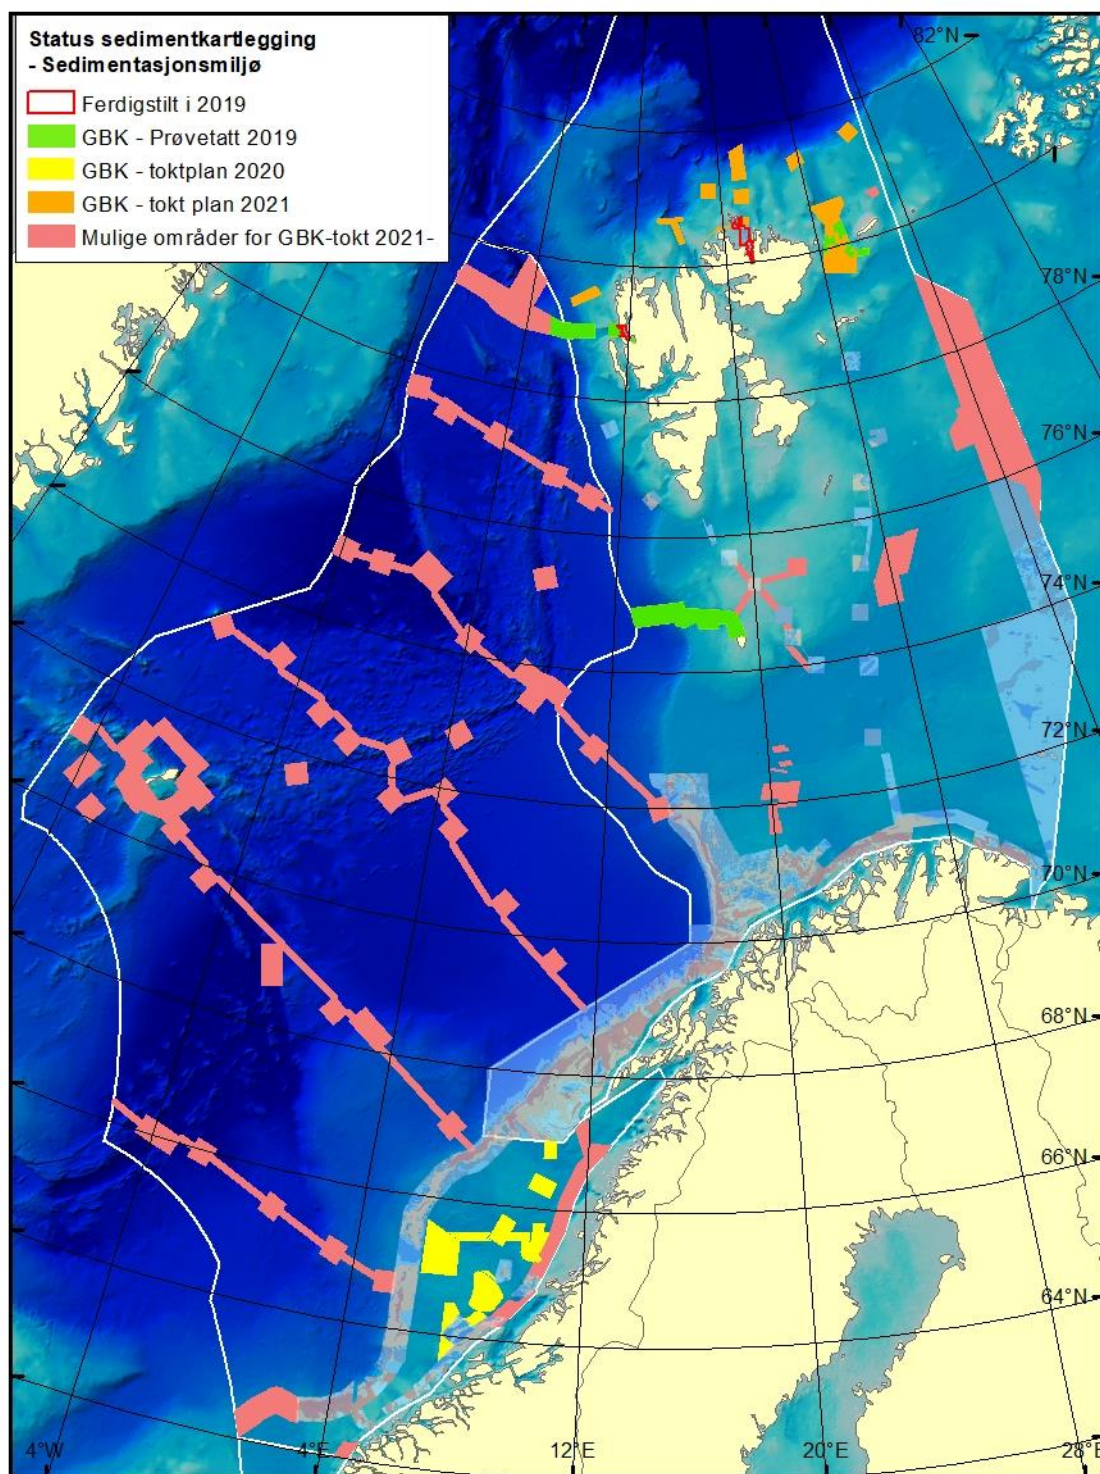 Status sedimentkartlegging
- Sedimentasjonsmiljø
Ferdigstilt i 2019
GBK - Prøvetatt 2019
GBK - toktplan 2020
GBK - tokt plan 2021
Mulige områder for GBK-tokt 2021-
82°N
78°N
76°N
74°N
72°N
70°N
68°N
66°N
64°N
4°W
4°E
12°E
20°E
28°E